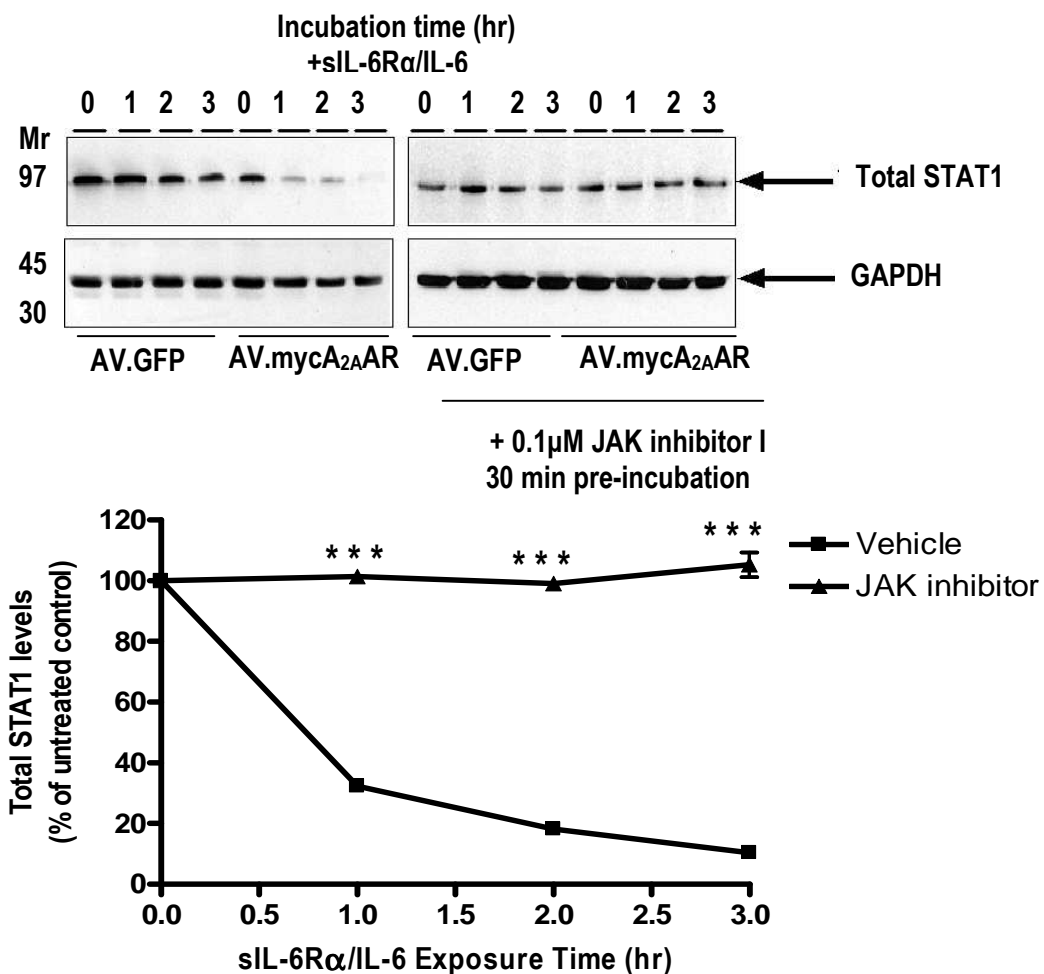 Incubation time (hr)
+sIL-6Rα/IL-6
0 1 2 3 0 1 2 3 0 1 2 3 0 1 2 3
Mr
97
Total STAT1
45
GAPDH
30
AV.GFP AV.mycA₂ₐAR AV.GFP AV.mycA₂ₐAR
+ 0.1µM JAK inhibitor I
30 min pre-incubation
120
100
80
60
40
20
0
Total STAT1 levels
(% of untreated control)
*** *** ***
Vehicle
JAK inhibitor
0.0 0.5 1.0 1.5 2.0 2.5 3.0
sIL-6Rα/IL-6 Exposure Time (hr)